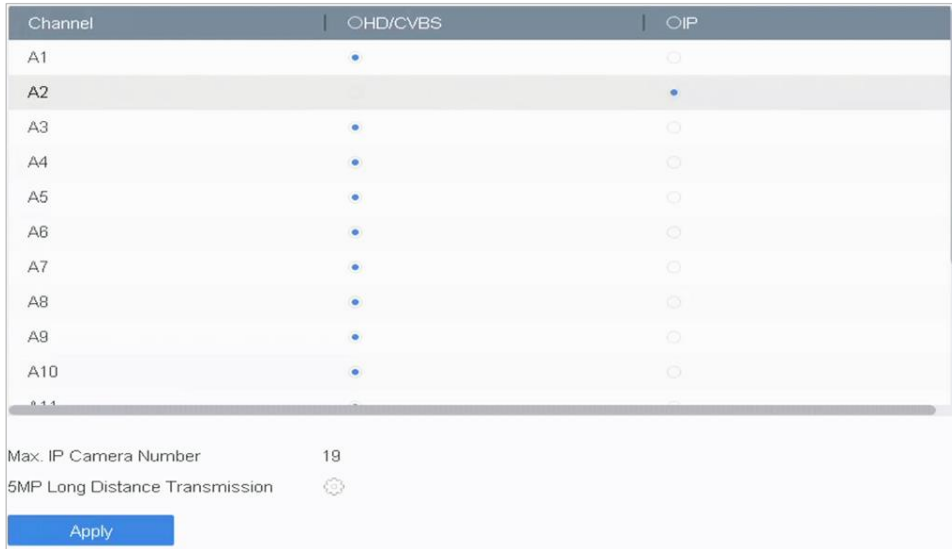 Channel HD/CVBS IP
A1
A2
A3
A4
A5
A6
A7
A8
A9
A10
Max. IP Camera Number 19
5MP Long Distance Transmission
Apply